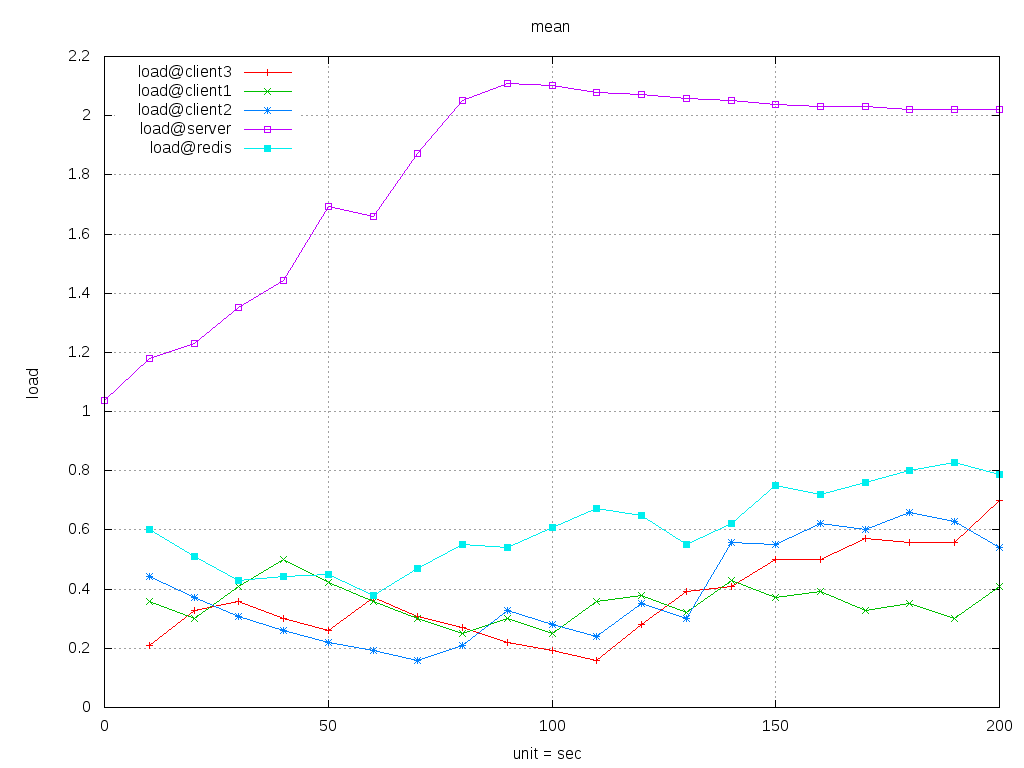 mean
2.2
2
1.8
1.6
1.4
1.2
1
0.8
0.6
0.4
0.2
0
load
load@client3
load@client1
load@client2
load@server
load@redis
0 50 100 150 200
unit = sec